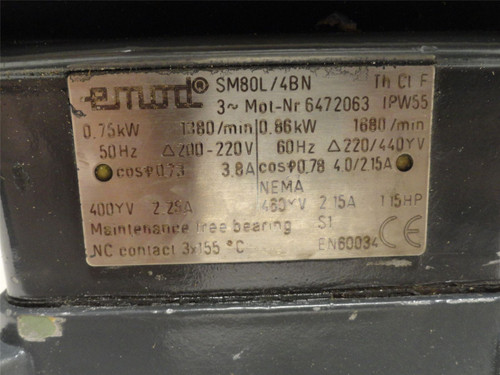 emod® SM80L/4BN Th Cl F
3~ Mot-Nr 6472063 IPW55
0.75kW 1380/min 0.86kW 1680/min
50Hz Δ200-220V 60Hz Δ220/440YV
cosφ0.73 3.8A cosφ0.78 4.0/2.15A
NEMA
400YV 2.25A 460YV 2.15A 1.15HP
Maintenance free bearing S1
NC contact 3x155 °C EN60034 CE